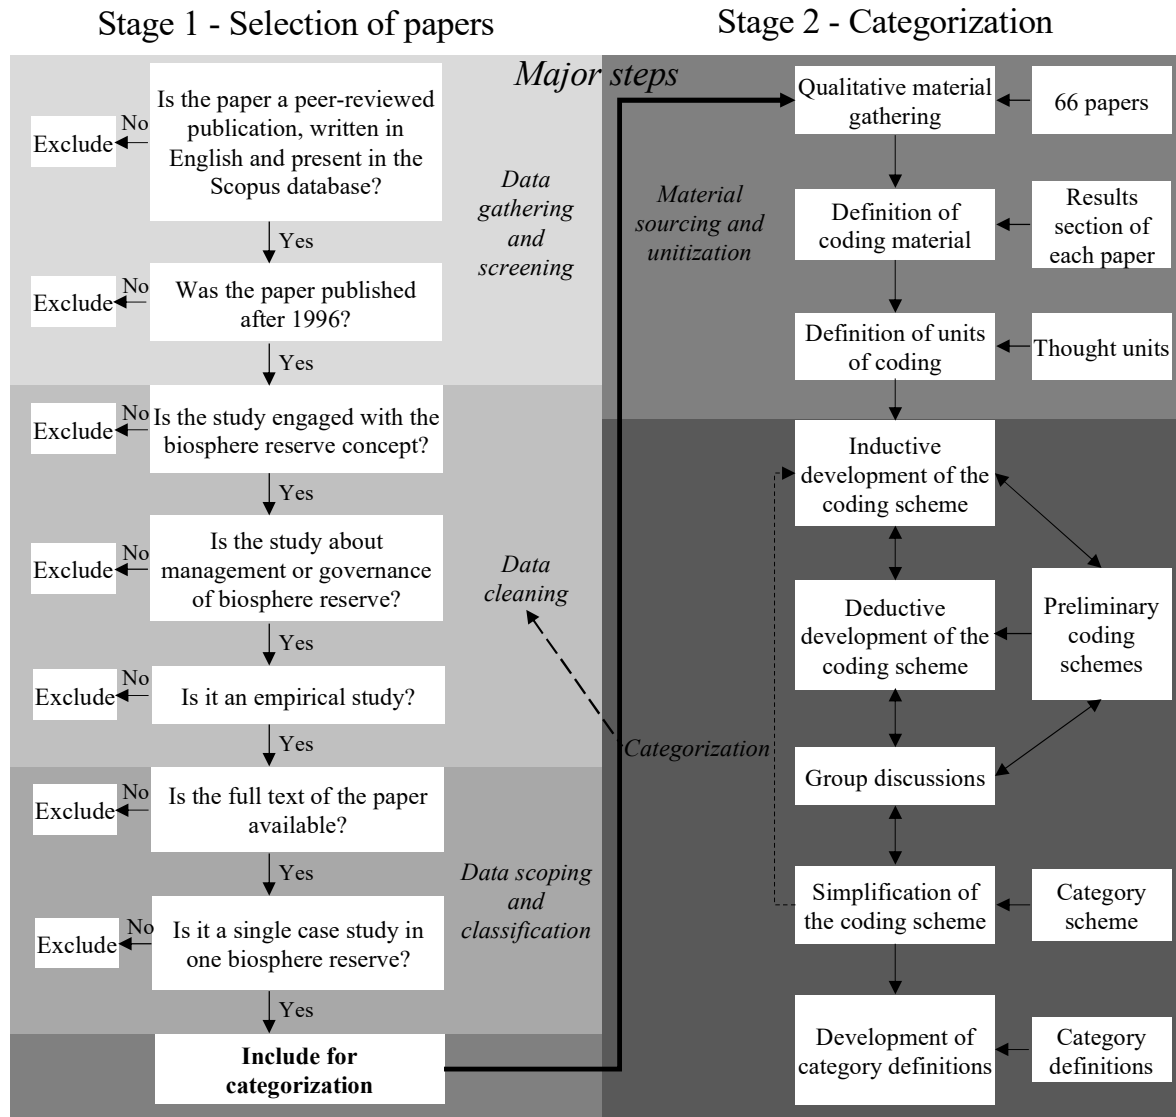 Stage 1 - Selection of papers
Stage 2 - Categorization
Major steps
Is the paper a peer-reviewed
publication, written in
English and present in the
Scopus database?
No
Exclude
Yes
Data
gathering
and
screening
Was the paper published
after 1996?
No
Exclude
Yes
Is the study engaged with the
biosphere reserve concept?
No
Exclude
Yes
Is the study about
management or governance
of biosphere reserve?
No
Exclude
Yes
Data
cleaning
Is it an empirical study?
No
Exclude
Yes
Is the full text of the paper
available?
No
Exclude
Yes
Data scoping
and
classification
Is it a single case study in
one biosphere reserve?
No
Exclude
Yes
Include for
categorization
Qualitative material
gathering
66 papers
Material
sourcing and
unitization
Definition of
coding material
Results
section of
each paper
Definition of units
of coding
Thought units
Inductive
development of the
coding scheme
Deductive
development of the
coding scheme
Preliminary
coding
schemes
Categorization
Group discussions
Simplification of
the coding scheme
Category
scheme
Development of
category definitions
Category
definitions